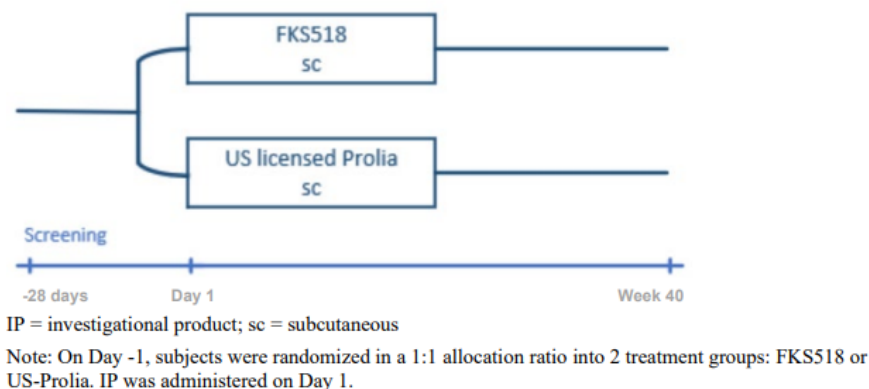 FKS518
sc
US licensed Prolia
sc
Screening
-28 days
Day 1
Week 40
IP = investigational product; sc = subcutaneous
Note: On Day -1, subjects were randomized in a 1:1 allocation ratio into 2 treatment groups: FKS518 or
US-Prolia. IP was administered on Day 1.